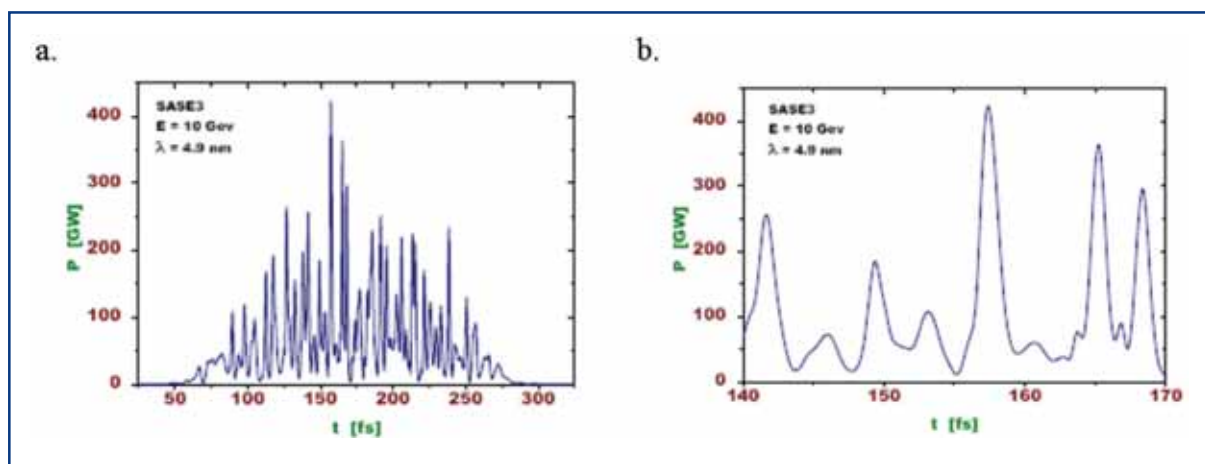 a.
SASE3
E = 10 Gev
λ = 4.9 nm
400
300
200
100
0
P [GW]
50 100 150 200 250 300
t [fs]
b.
SASE3
E = 10 Gev
λ = 4.9 nm
400
300
200
100
0
P [GW]
140 150 160 170
t [fs]